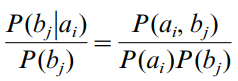 P(b_j|a_i) / P(b_j) = P(a_i, b_j) / P(a_i)P(b_j)